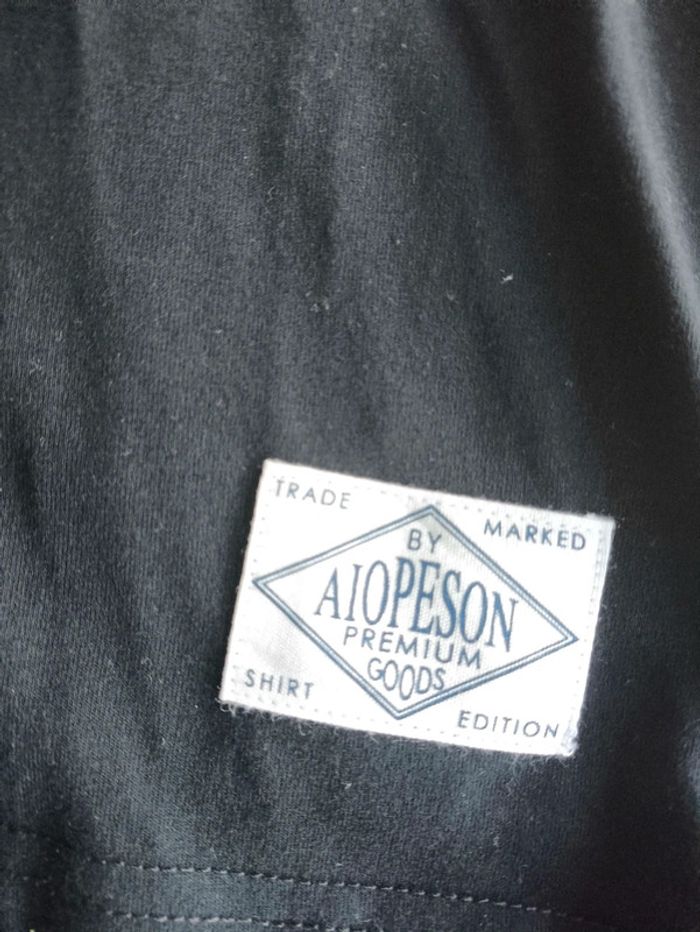 TRADE MARKED
BY
AIOPESON
PREMIUM
GOODS
SHIRT EDITION